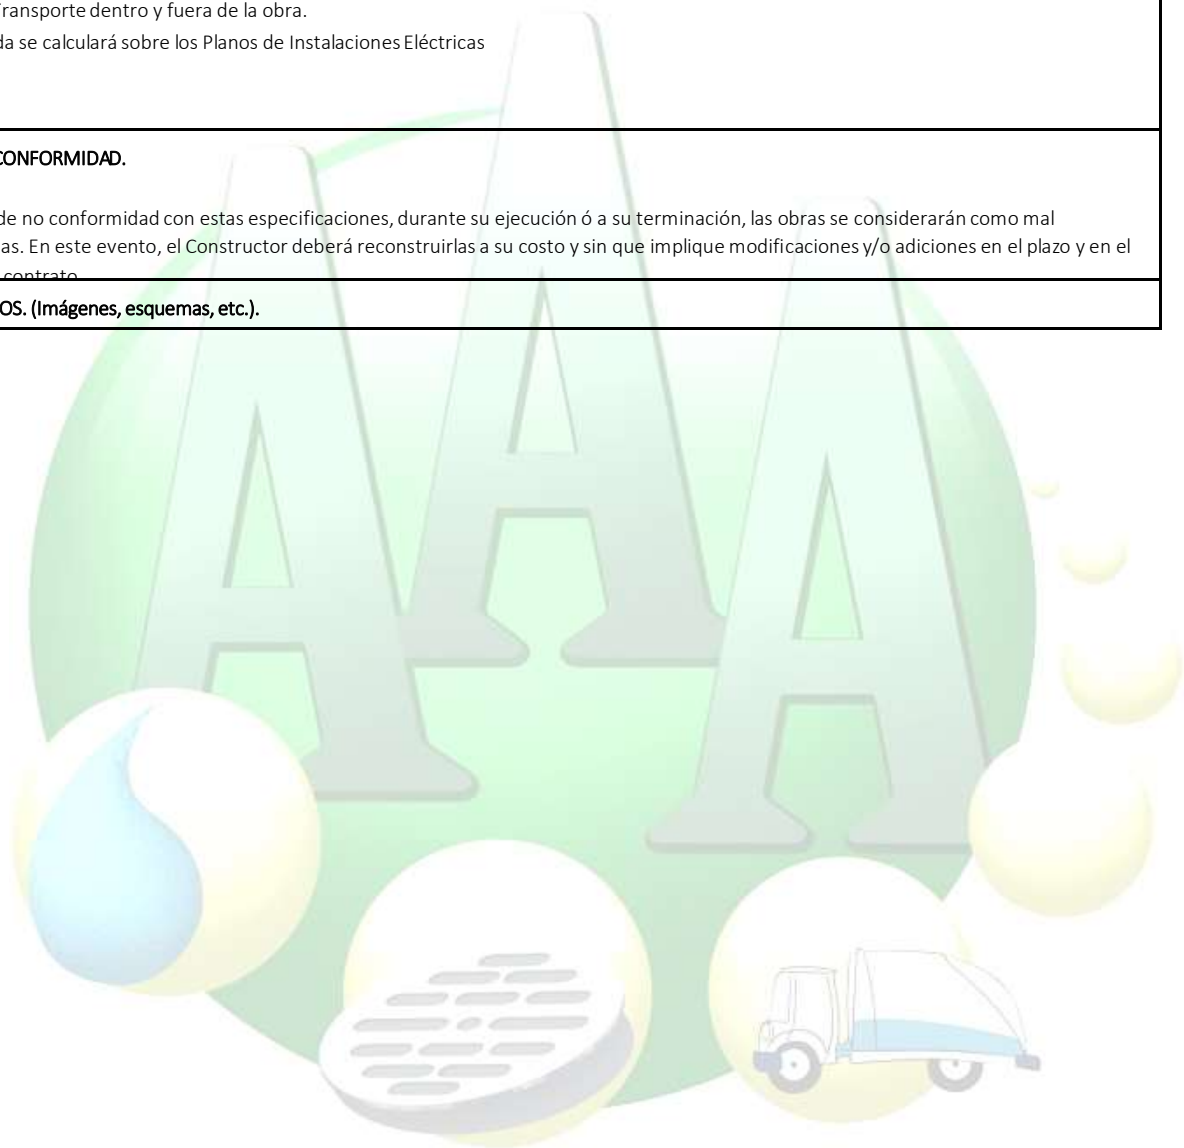 Transporte dentro y fuera de la obra.
da se calculará sobre los Planos de Instalaciones Eléctricas
CONFORMIDAD.
de no conformidad con estas especificaciones, durante su ejecución ó a su terminación, las obras se considerarán como mal
as. En este evento, el Constructor deberá reconstruirlas a su costo y sin que implique modificaciones y/o adiciones en el plazo y en el
contrato
OS. (Imágenes, esquemas, etc.).
AAA